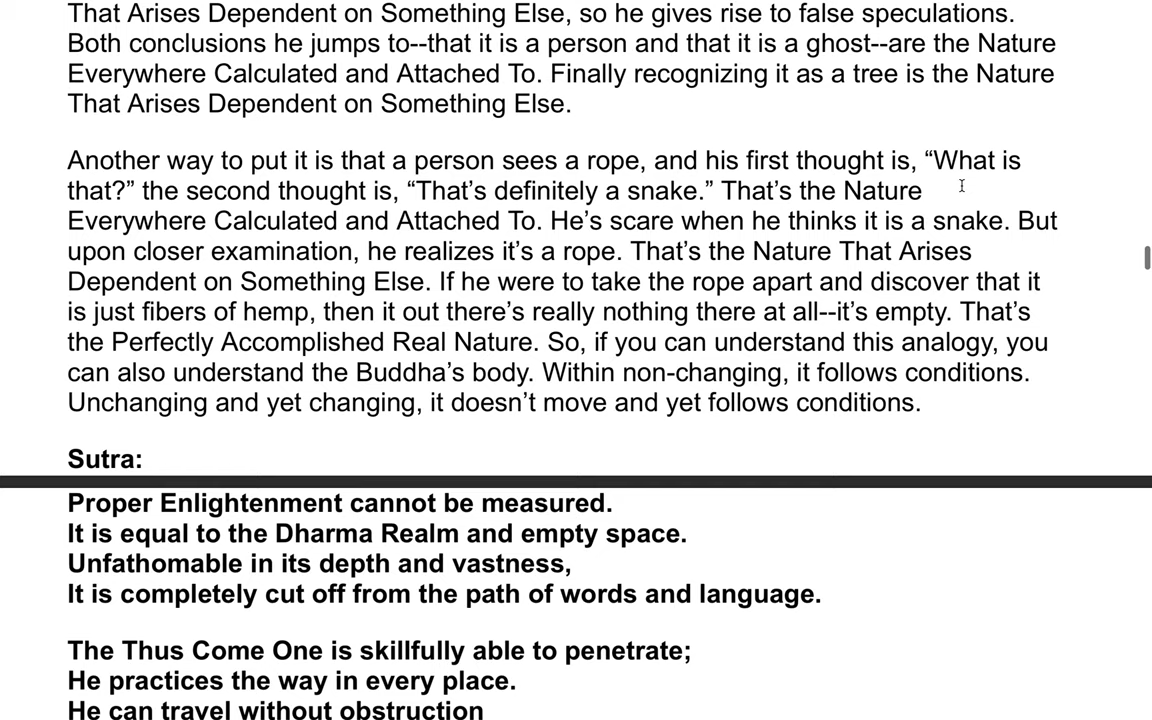 That Arises Dependent on Something Else, so he gives rise to false speculations.
Both conclusions he jumps to--that it is a person and that it is a ghost--are the Nature
Everywhere Calculated and Attached To. Finally recognizing it as a tree is the Nature
That Arises Dependent on Something Else.

Another way to put it is that a person sees a rope, and his first thought is, “What is
that?” the second thought is, “That’s definitely a snake.” That’s the Nature
Everywhere Calculated and Attached To. He’s scare when he thinks it is a snake. But
upon closer examination, he realizes it’s a rope. That’s the Nature That Arises
Dependent on Something Else. If he were to take the rope apart and discover that it
is just fibers of hemp, then it out there’s really nothing there at all--it’s empty. That’s
the Perfectly Accomplished Real Nature. So, if you can understand this analogy, you
can also understand the Buddha’s body. Within non-changing, it follows conditions.
Unchanging and yet changing, it doesn’t move and yet follows conditions.

Sutra:
Proper Enlightenment cannot be measured.
It is equal to the Dharma Realm and empty space.
Unfathomable in its depth and vastness,
It is completely cut off from the path of words and language.

The Thus Come One is skillfully able to penetrate;
He practices the way in every place.
He can travel without obstruction